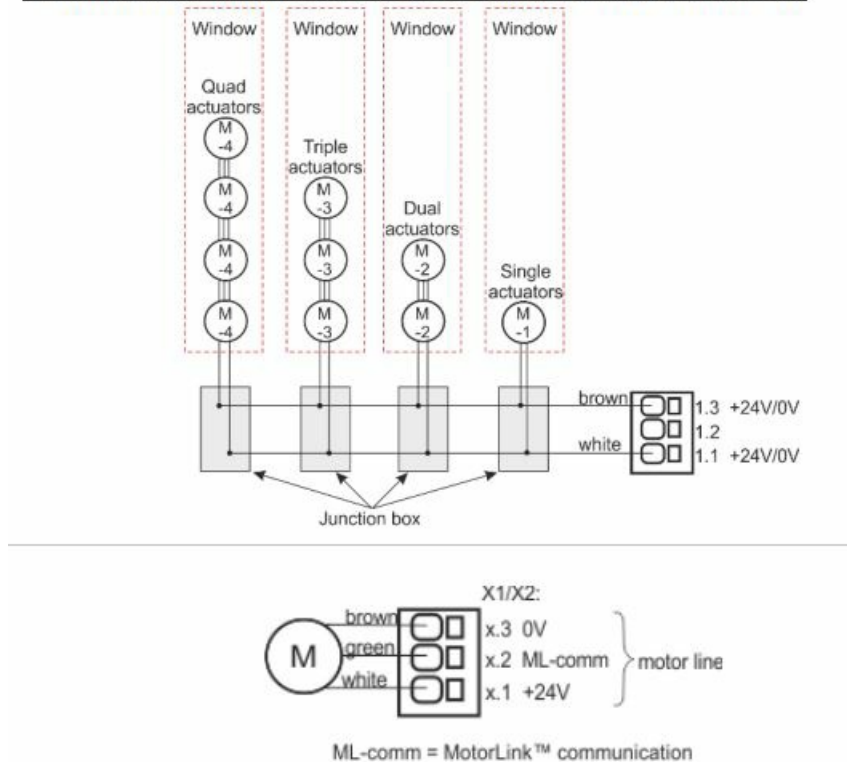 Window Window Window Window
Quad
actuators
M
-4
M
-4
M
-4
M
-4
Triple
actuators
M
-3
M
-3
M
-3
Dual
actuators
M
-2
M
-2
Single
actuators
M
-1
brown 1.3 +24V/0V
1.2
white 1.1 +24V/0V
Junction box
X1/X2:
brown x.3 0V
M green x.2 ML-comm motor line
white x.1 +24V
ML-comm = MotorLink™ communication